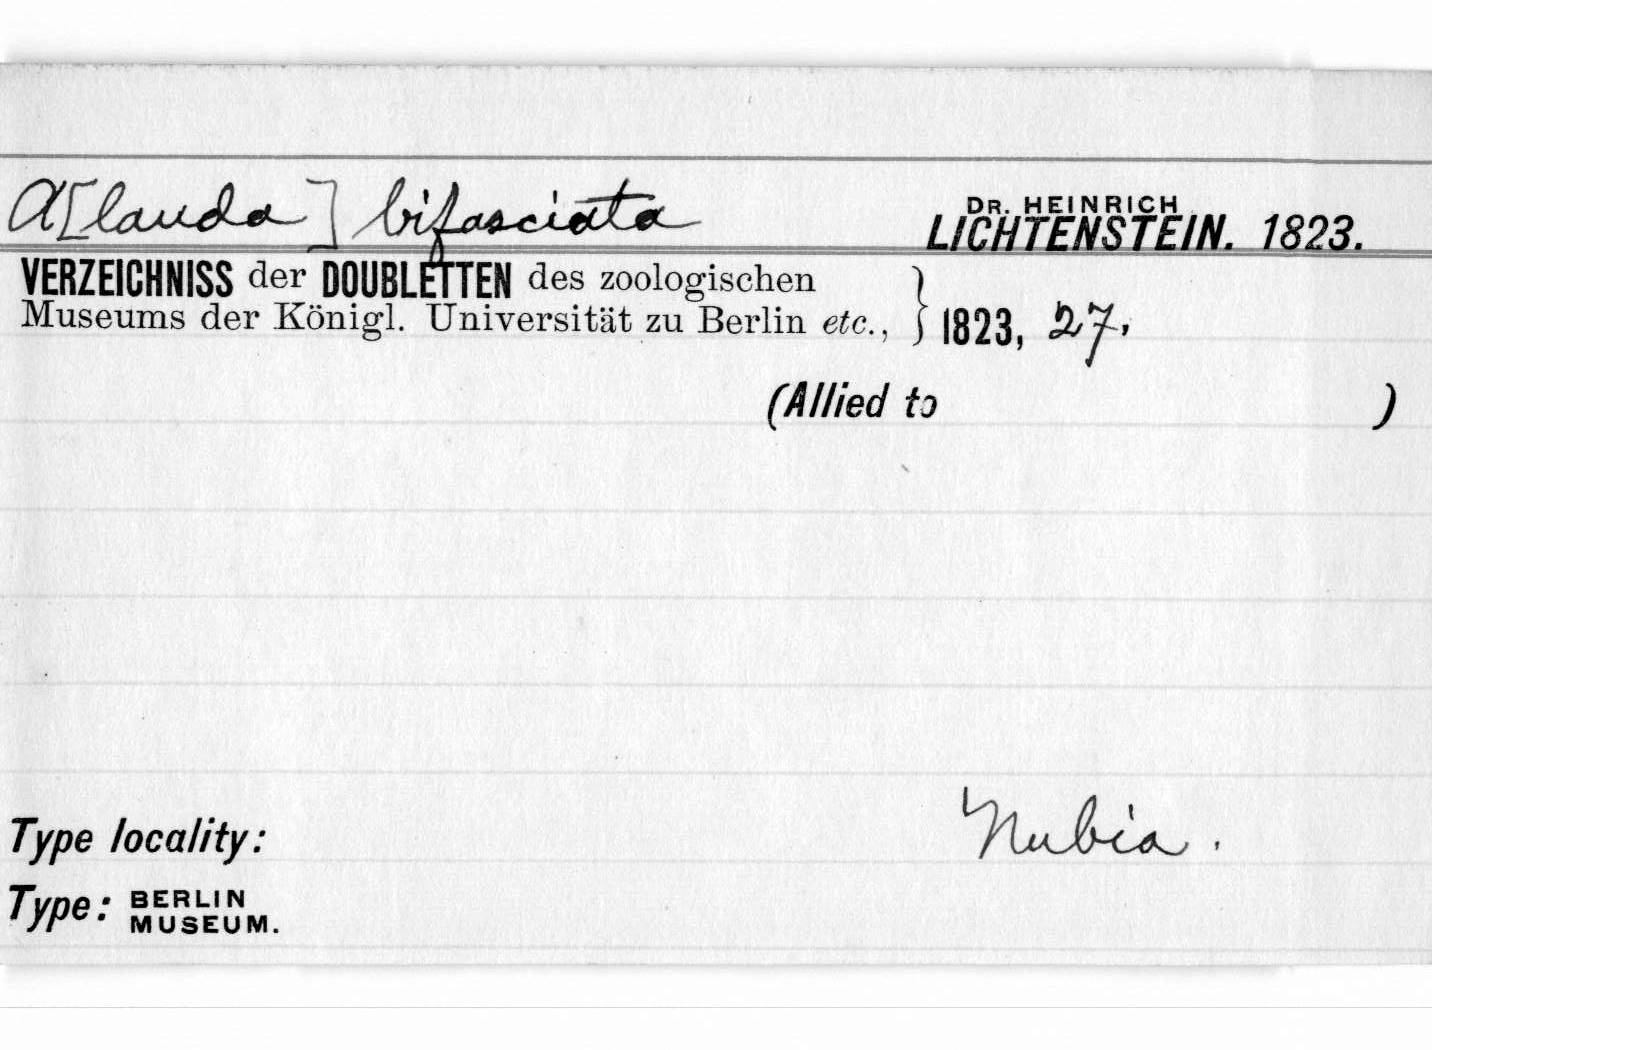 A[lauda] bifasciata DR. HEINRICH LICHTENSTEIN. 1823.
VERZEICHNISS der DOUBLETTEN des zoologischen
Museums der Königl. Universität zu Berlin etc., } 1823, 27.
(Allied to )
Type locality: Nubia.
Type: BERLIN MUSEUM.